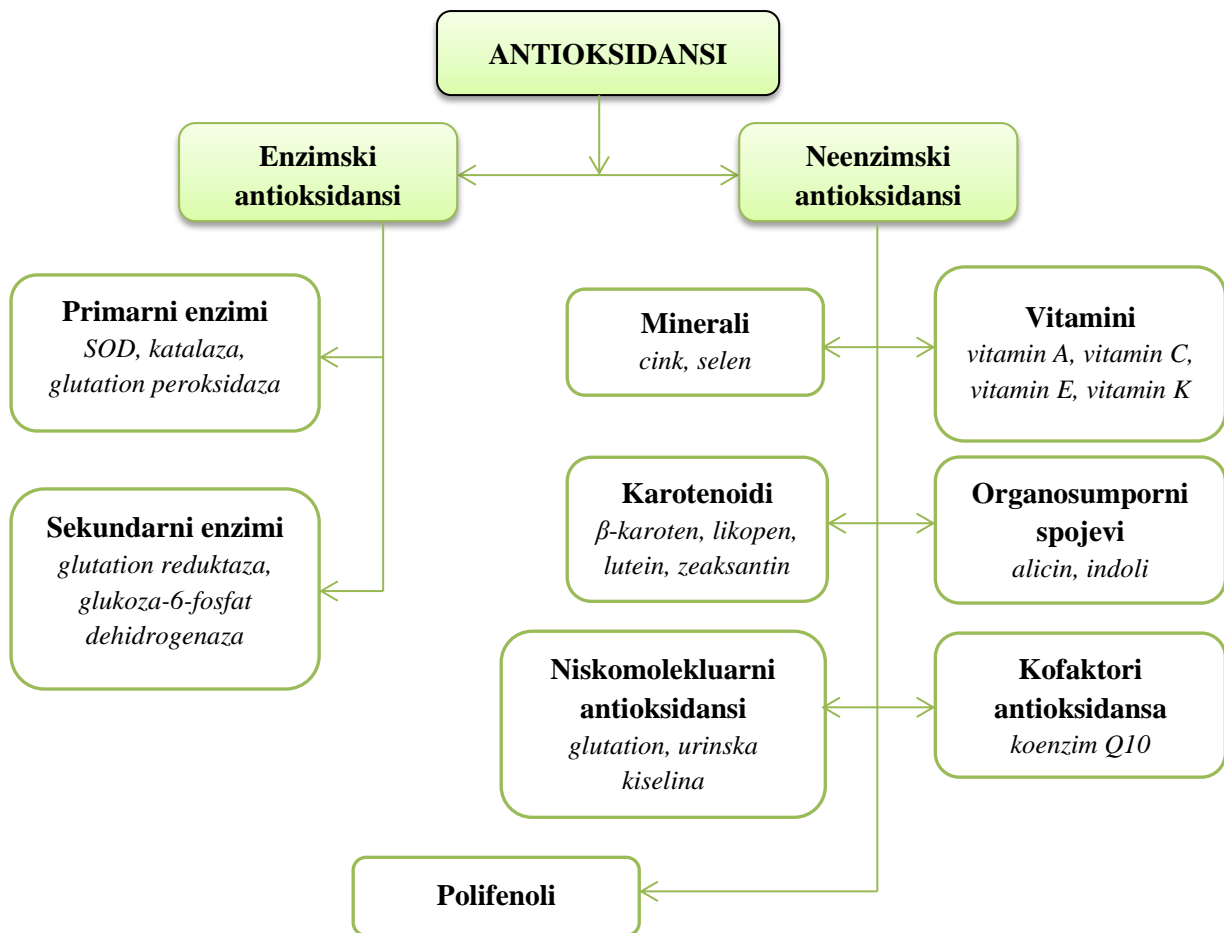 ANTIOKSIDANSI
Enzimski
antioksidansi
Neenzimski
antioksidansi
Primarni enzimi
SOD, katalaza,
glutation peroksidaza
Sekundarni enzimi
glutation reduktaza,
glukoza-6-fosfat
dehidrogenaza
Minerali
cink, selen
Vitamini
vitamin A, vitamin C,
vitamin E, vitamin K
Karotenoidi
β-karoten, likopen,
lutein, zeaksantin
Organosumporni
spojevi
alicin, indoli
Niskomolekluarni
antioksidansi
glutation, urinska
kiselina
Kofaktori
antioksidansa
koenzim Q10
Polifenoli